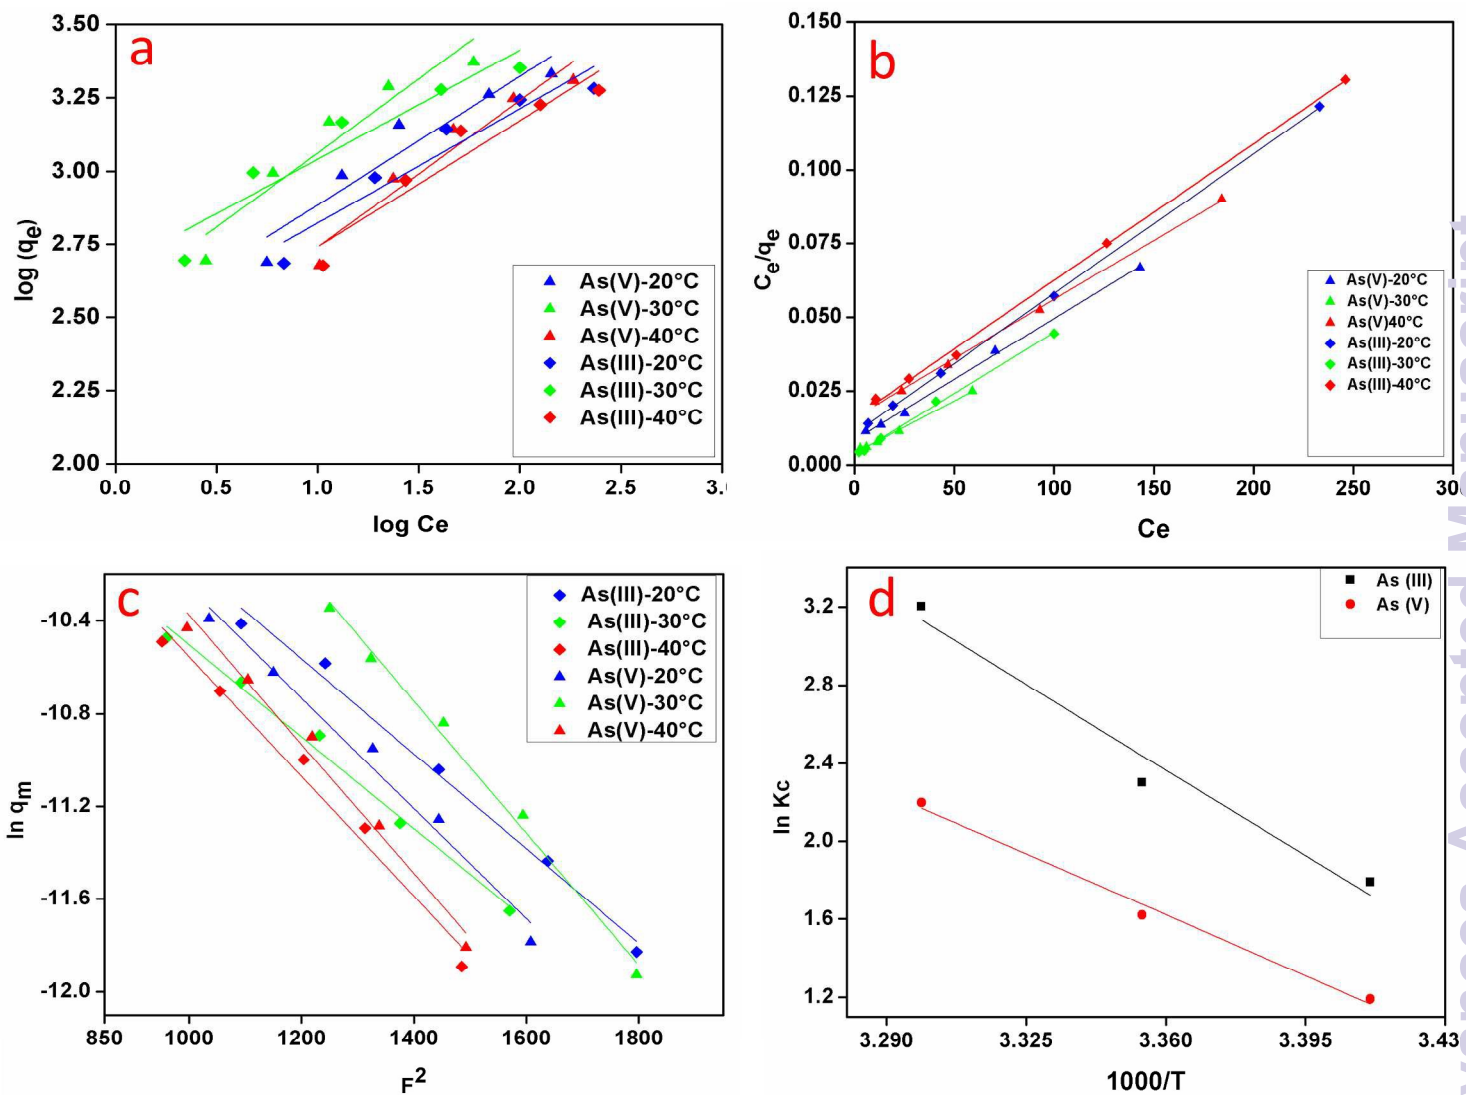 a
3.50
3.25
3.00
2.75
2.50
2.25
2.00
log (qe)
0.0 0.5 1.0 1.5 2.0 2.5 3.
log Ce
As(V)-20°C
As(V)-30°C
As(V)-40°C
As(III)-20°C
As(III)-30°C
As(III)-40°C
b
0.150
0.125
0.100
0.075
0.050
0.025
0.000
Ce/qe
0 50 100 150 200 250 30
Ce
As(V)-20°C
As(V)-30°C
As(V)40°C
As(III)-20°C
As(III)-30°C
As(III)-40°C
c
-10.4
-10.8
-11.2
-11.6
-12.0
ln qm
850 1000 1200 1400 1600 1800
F2
As(III)-20°C
As(III)-30°C
As(III)-40°C
As(V)-20°C
As(V)-30°C
As(V)-40°C
d
3.2
2.8
2.4
2.0
1.6
1.2
ln Kc
3.290 3.325 3.360 3.395 3.43
1000/T
As (III)
As (V)
Accepted Manuscript